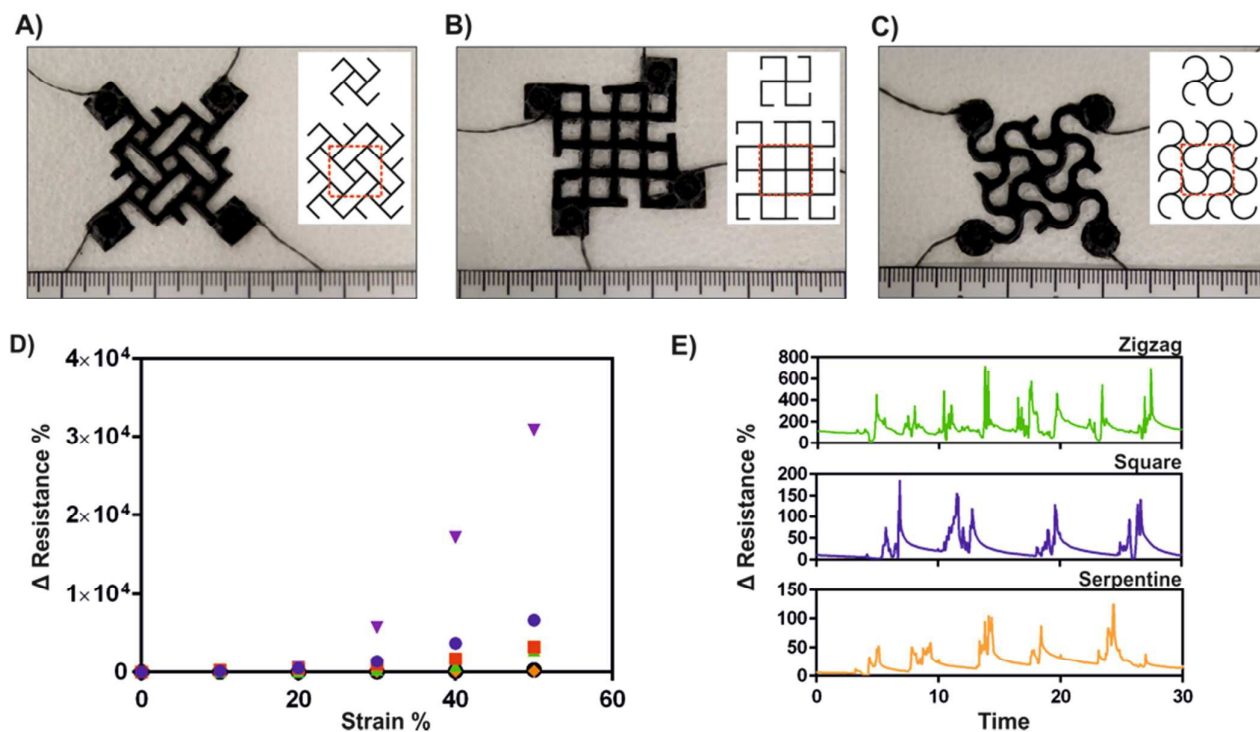 A)
B)
C)
D)
4×10⁴
3×10⁴
2×10⁴
1×10⁴
0
Δ Resistance %
0
20
40
60
Strain %
E)
Zigzag
800
600
400
200
0
Square
200
150
100
50
0
Serpentine
150
100
50
0
Δ Resistance %
0
10
20
30
Time